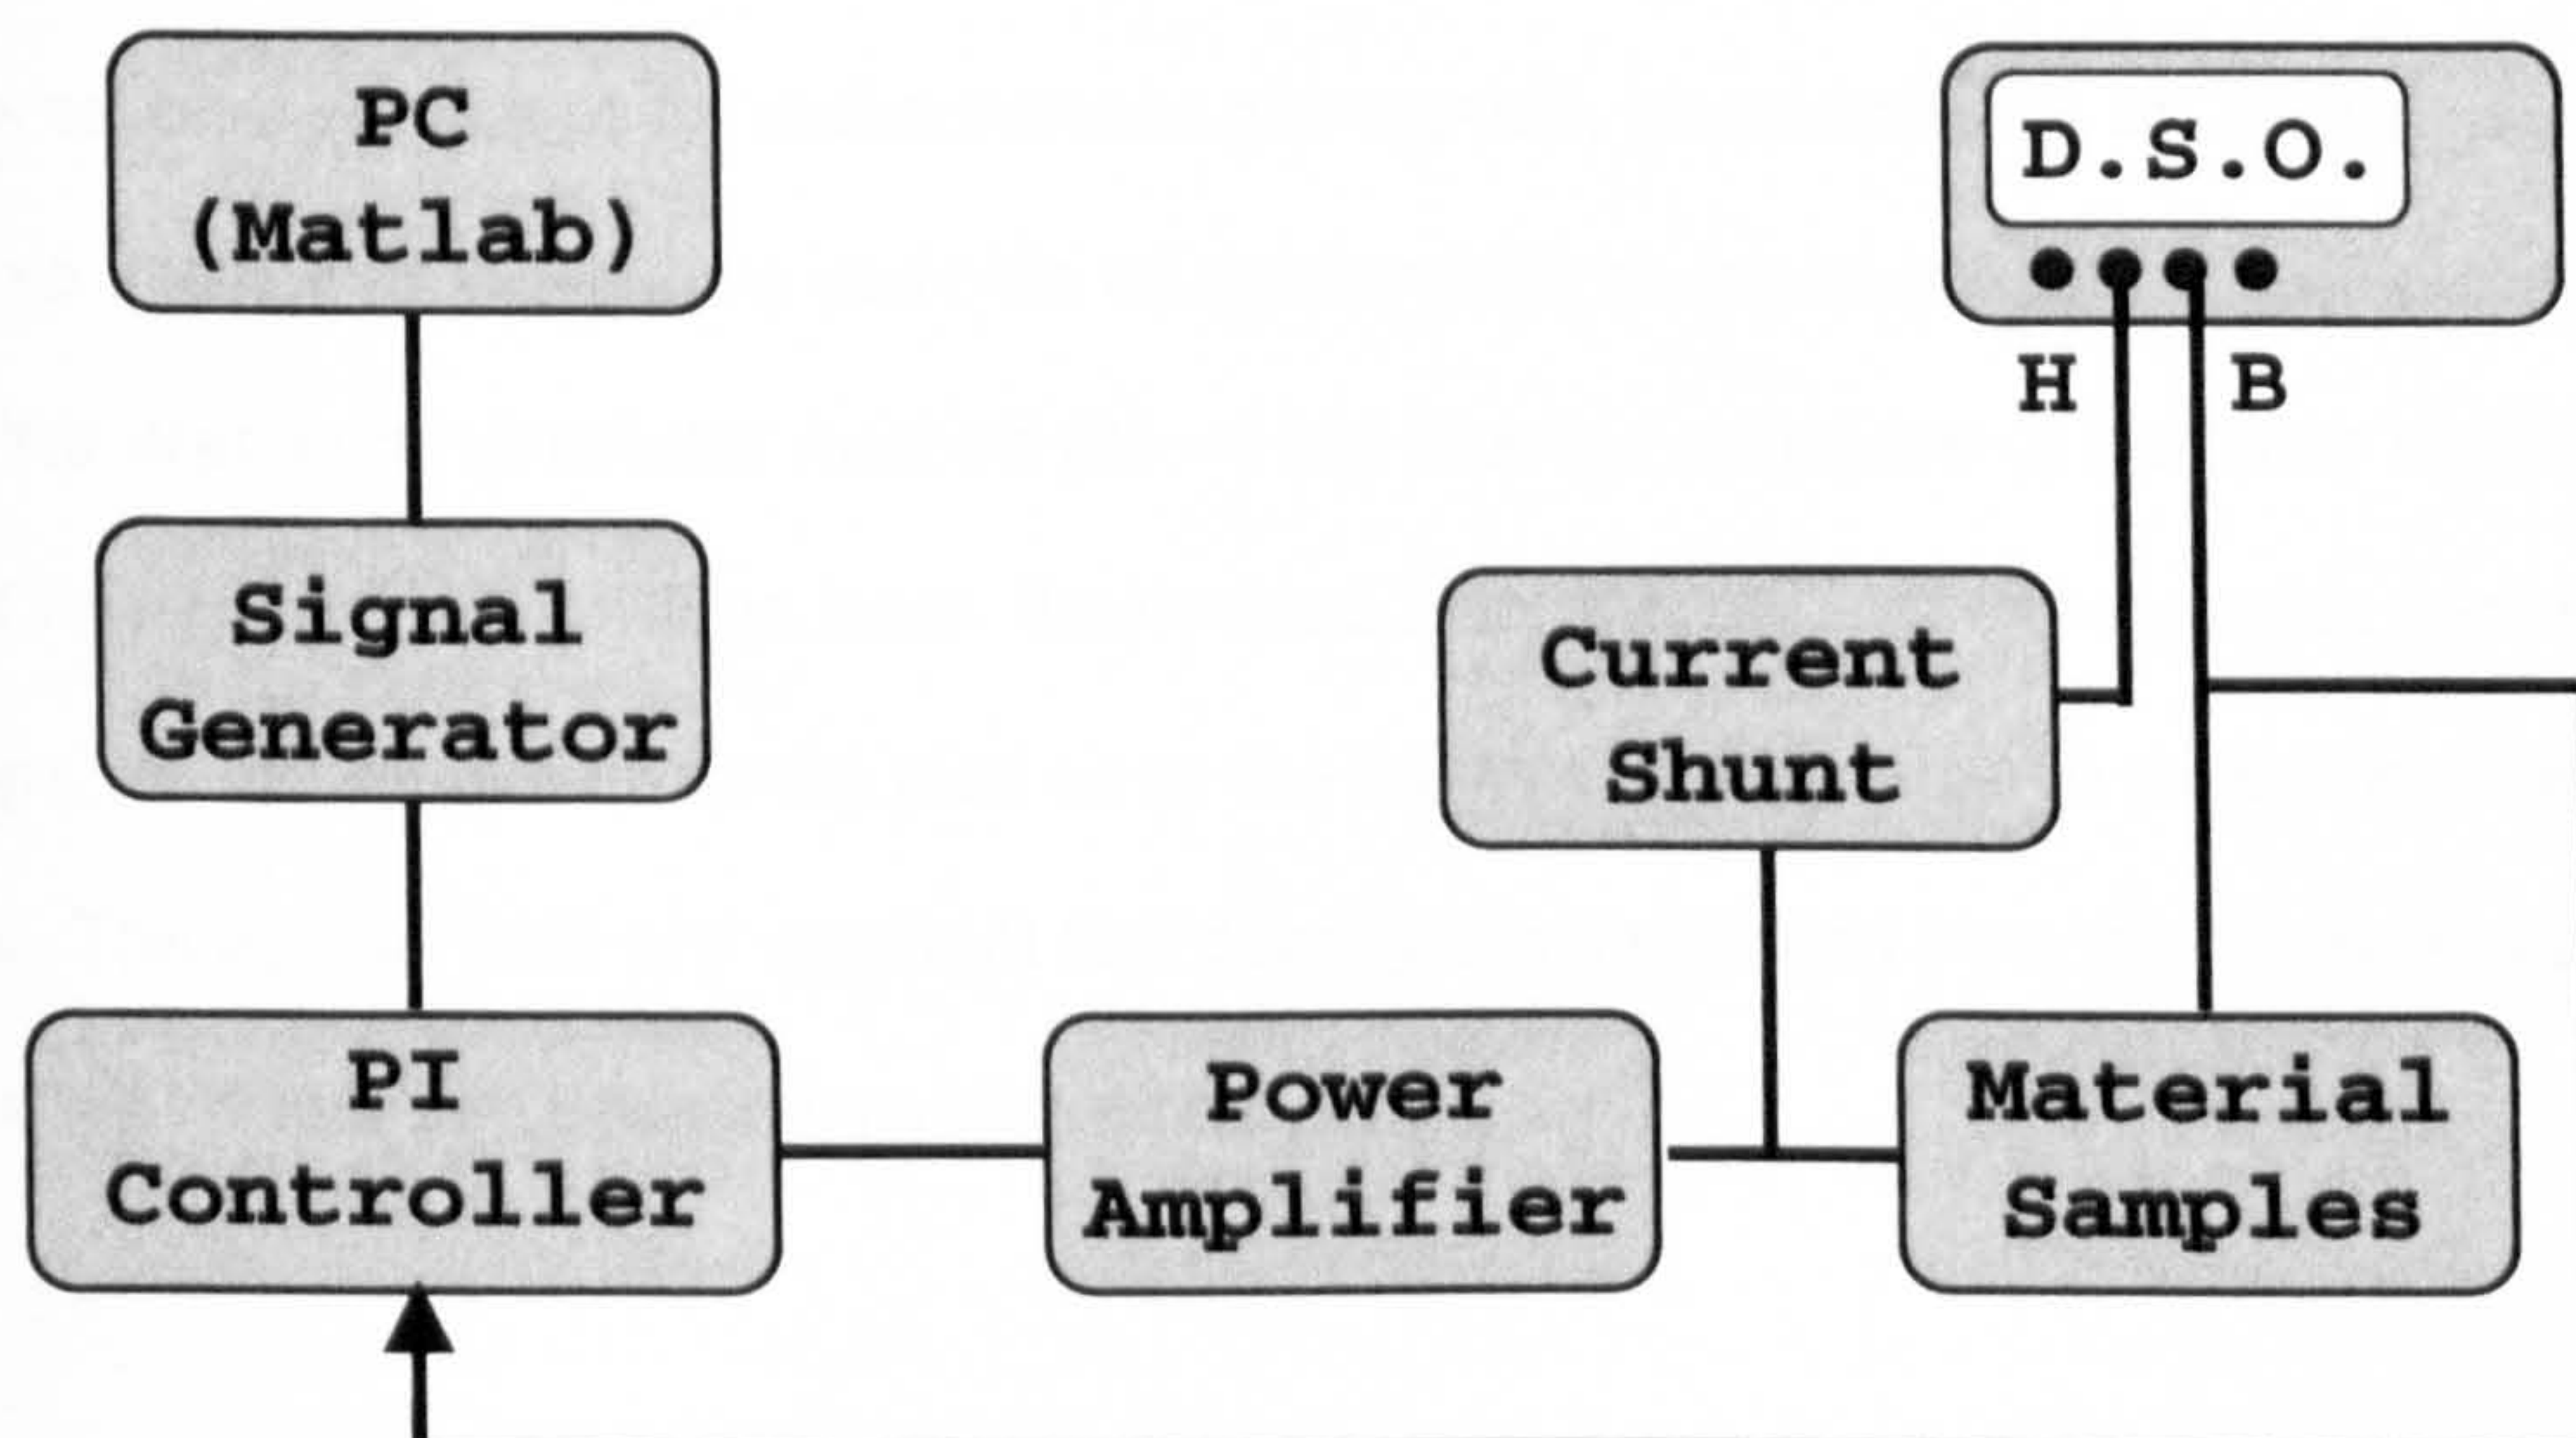 PC
(Matlab)
D.S.O.
H
B
Signal
Generator
Current
Shunt
PI
Controller
Power
Amplifier
Material
Samples